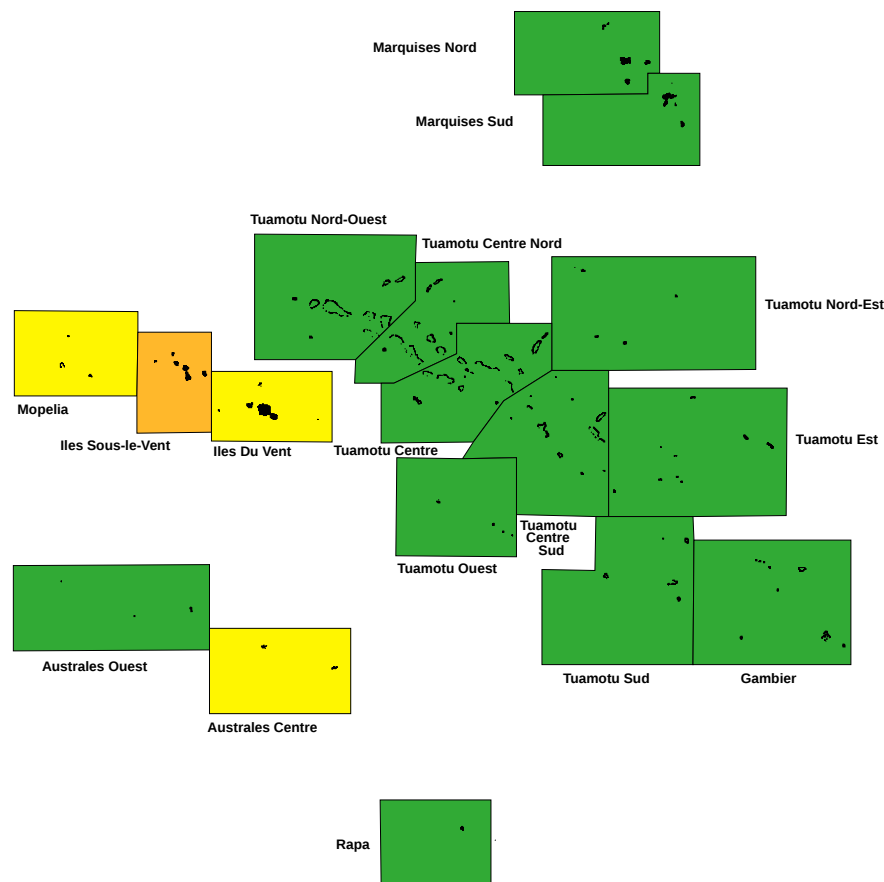 Marquises Nord
Marquises Sud
Tuamotu Nord-Ouest
Tuamotu Centre Nord
Tuamotu Nord-Est
Mopelia
Iles Sous-le-Vent
Iles Du Vent
Tuamotu Centre
Tuamotu Est
Tuamotu
Centre
Sud
Tuamotu Ouest
Australes Ouest
Tuamotu Sud
Gambier
Australes Centre
Rapa